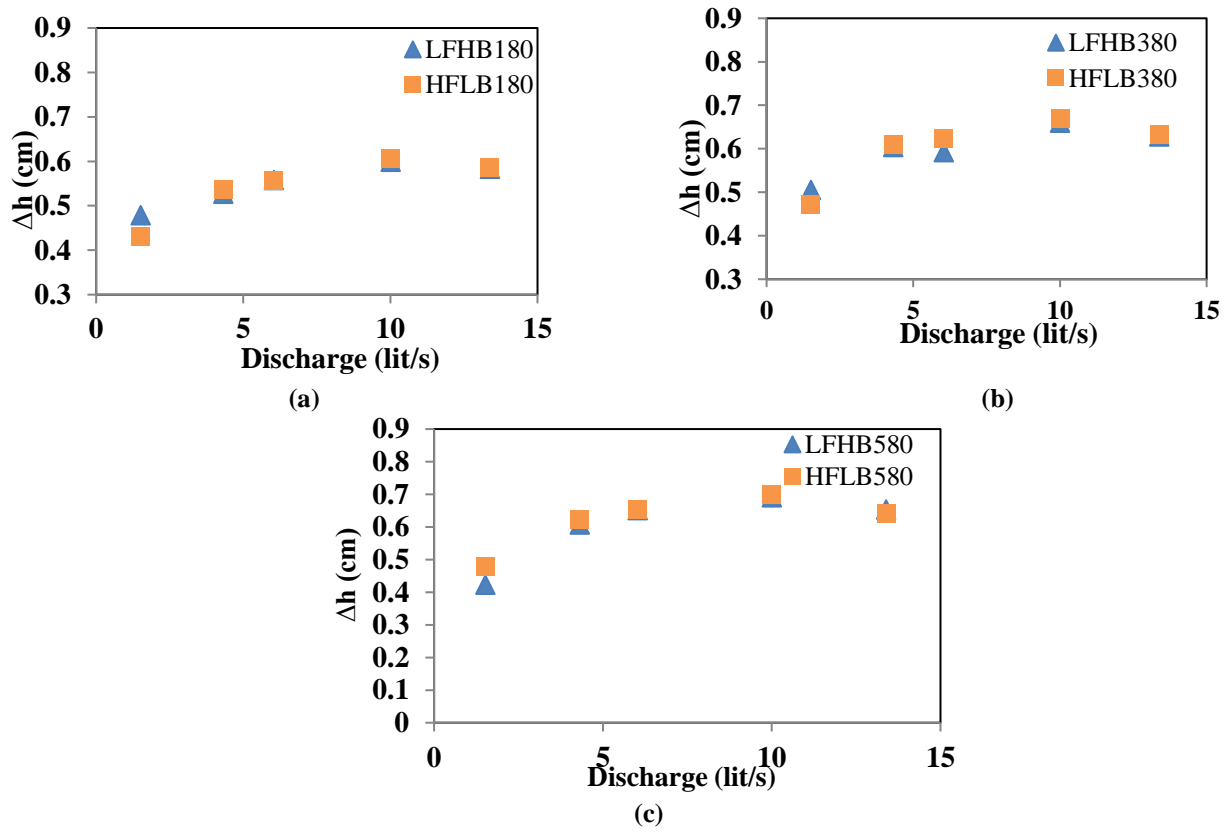 0.9
0.8
0.7
0.6
0.5
0.4
0.3
Δh (cm)
LFHB180
HFLB180
0 5 10 15
Discharge (lit/s)
(a)
0.9
0.8
0.7
0.6
0.5
0.4
0.3
Δh (cm)
LFHB380
HFLB380
0 5 10 15
Discharge (lit/s)
(b)
0.9
0.8
0.7
0.6
0.5
0.4
0.3
0.2
0.1
0
Δh (cm)
LFHB580
HFLB580
0 5 10 15
Discharge (lit/s)
(c)